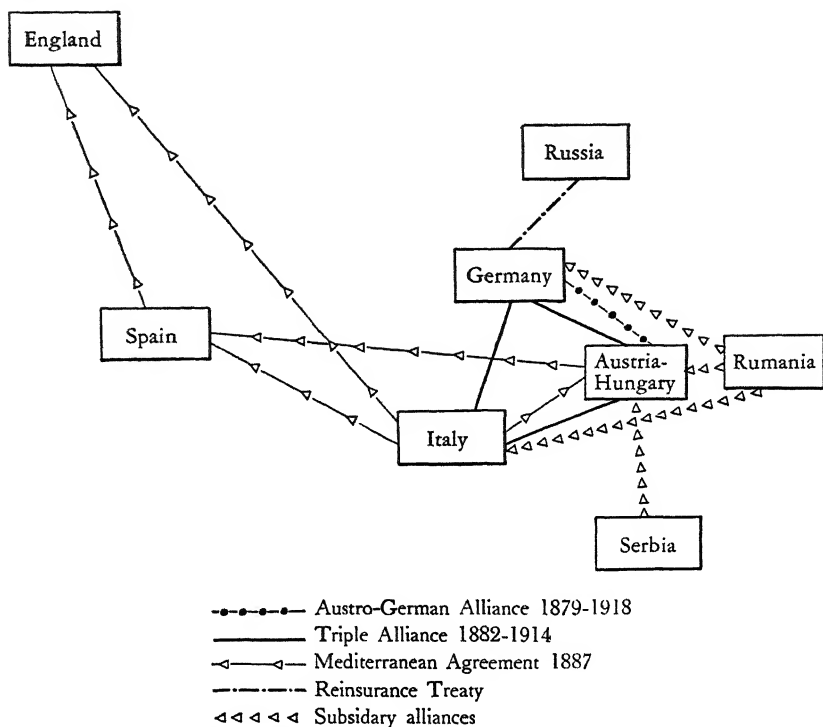 England
Russia
Germany
Spain
Austria-
Hungary
Rumania
Italy
Serbia
Austro-German Alliance 1879-1918
Triple Alliance 1882-1914
Mediterranean Agreement 1887
Reinsurance Treaty
Subsidary alliances